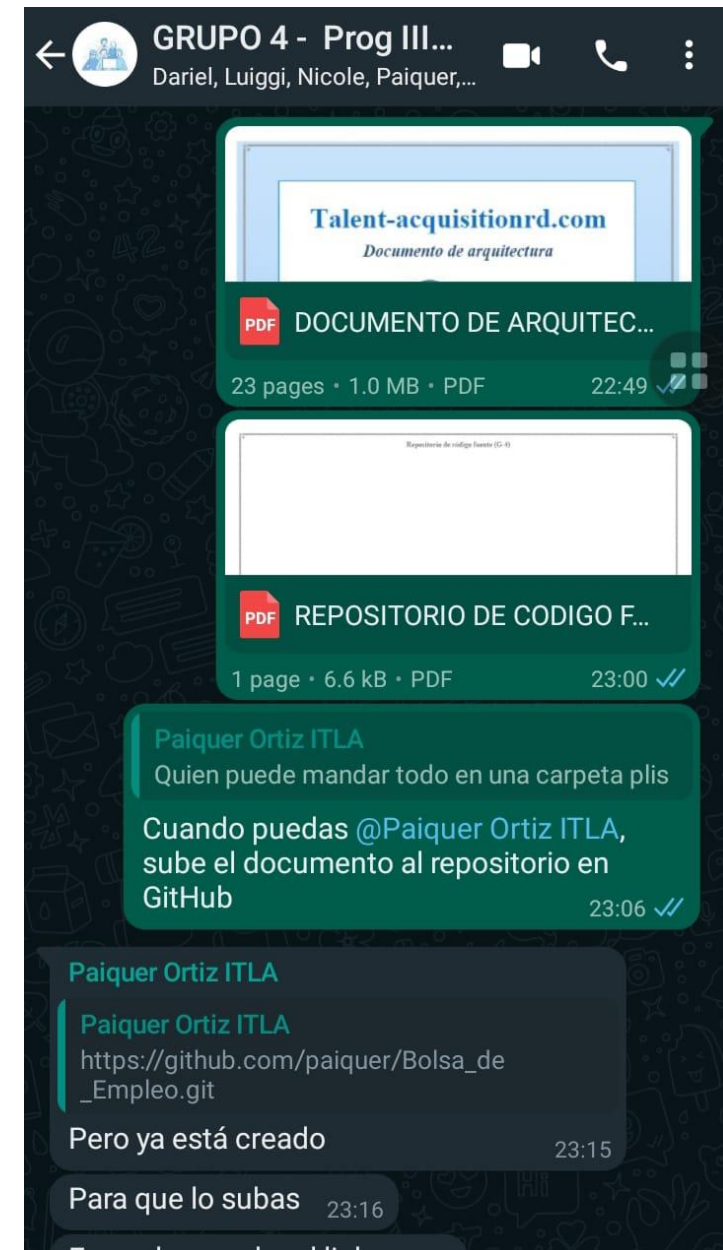 GRUPO 4 - Prog III...
Dariel, Luiggi, Nicole, Paiquer,...
Talent-acquisitionrd.com
Documento de arquitectura
PDF DOCUMENTO DE ARQUITEC...
23 pages • 1.0 MB • PDF 22:49
Repositorio de código fuente (G-4)
PDF REPOSITORIO DE CODIGO F...
1 page • 6.6 kB • PDF 23:00
Paiquer Ortiz ITLA
Quien puede mandar todo en una carpeta plis
Cuando puedas @Paiquer Ortiz ITLA,
sube el documento al repositorio en
GitHub 23:06
Paiquer Ortiz ITLA
Paiquer Ortiz ITLA
https://github.com/paiquer/Bolsa_de
_Empleo.git
Pero ya está creado 23:15
Para que lo subas 23:16